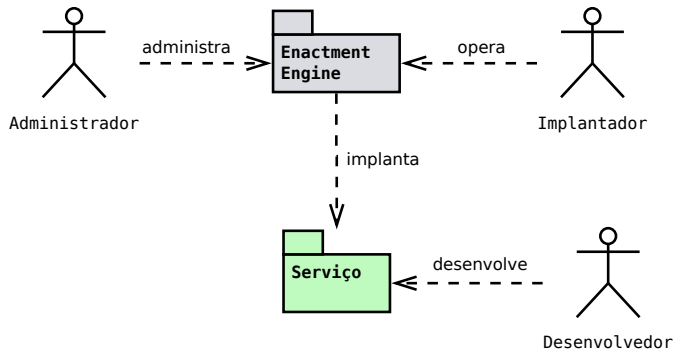 administra
Enactment
Engine
opera
Administrador
Implantador
implanta
Serviço
desenvolve
Desenvolvedor